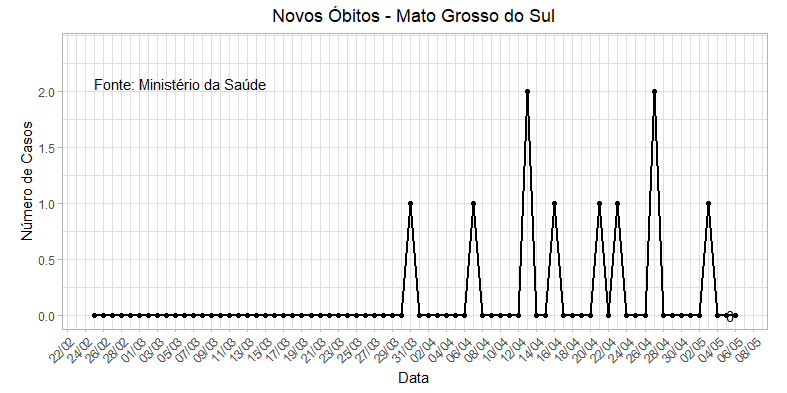 Novos Óbitos - Mato Grosso do Sul
Fonte: Ministério da Saúde
Número de Casos
2.0
1.5
1.0
0.5
0.0
0
22/02 24/02 26/02 28/02 01/03 03/03 05/03 07/03 09/03 11/03 13/03 15/03 17/03 19/03 21/03 23/03 25/03 27/03 29/03 31/03 02/04 04/04 06/04 08/04 10/04 12/04 14/04 16/04 18/04 20/04 22/04 24/04 26/04 28/04 30/04 02/05 04/05 06/05 08/05
Data